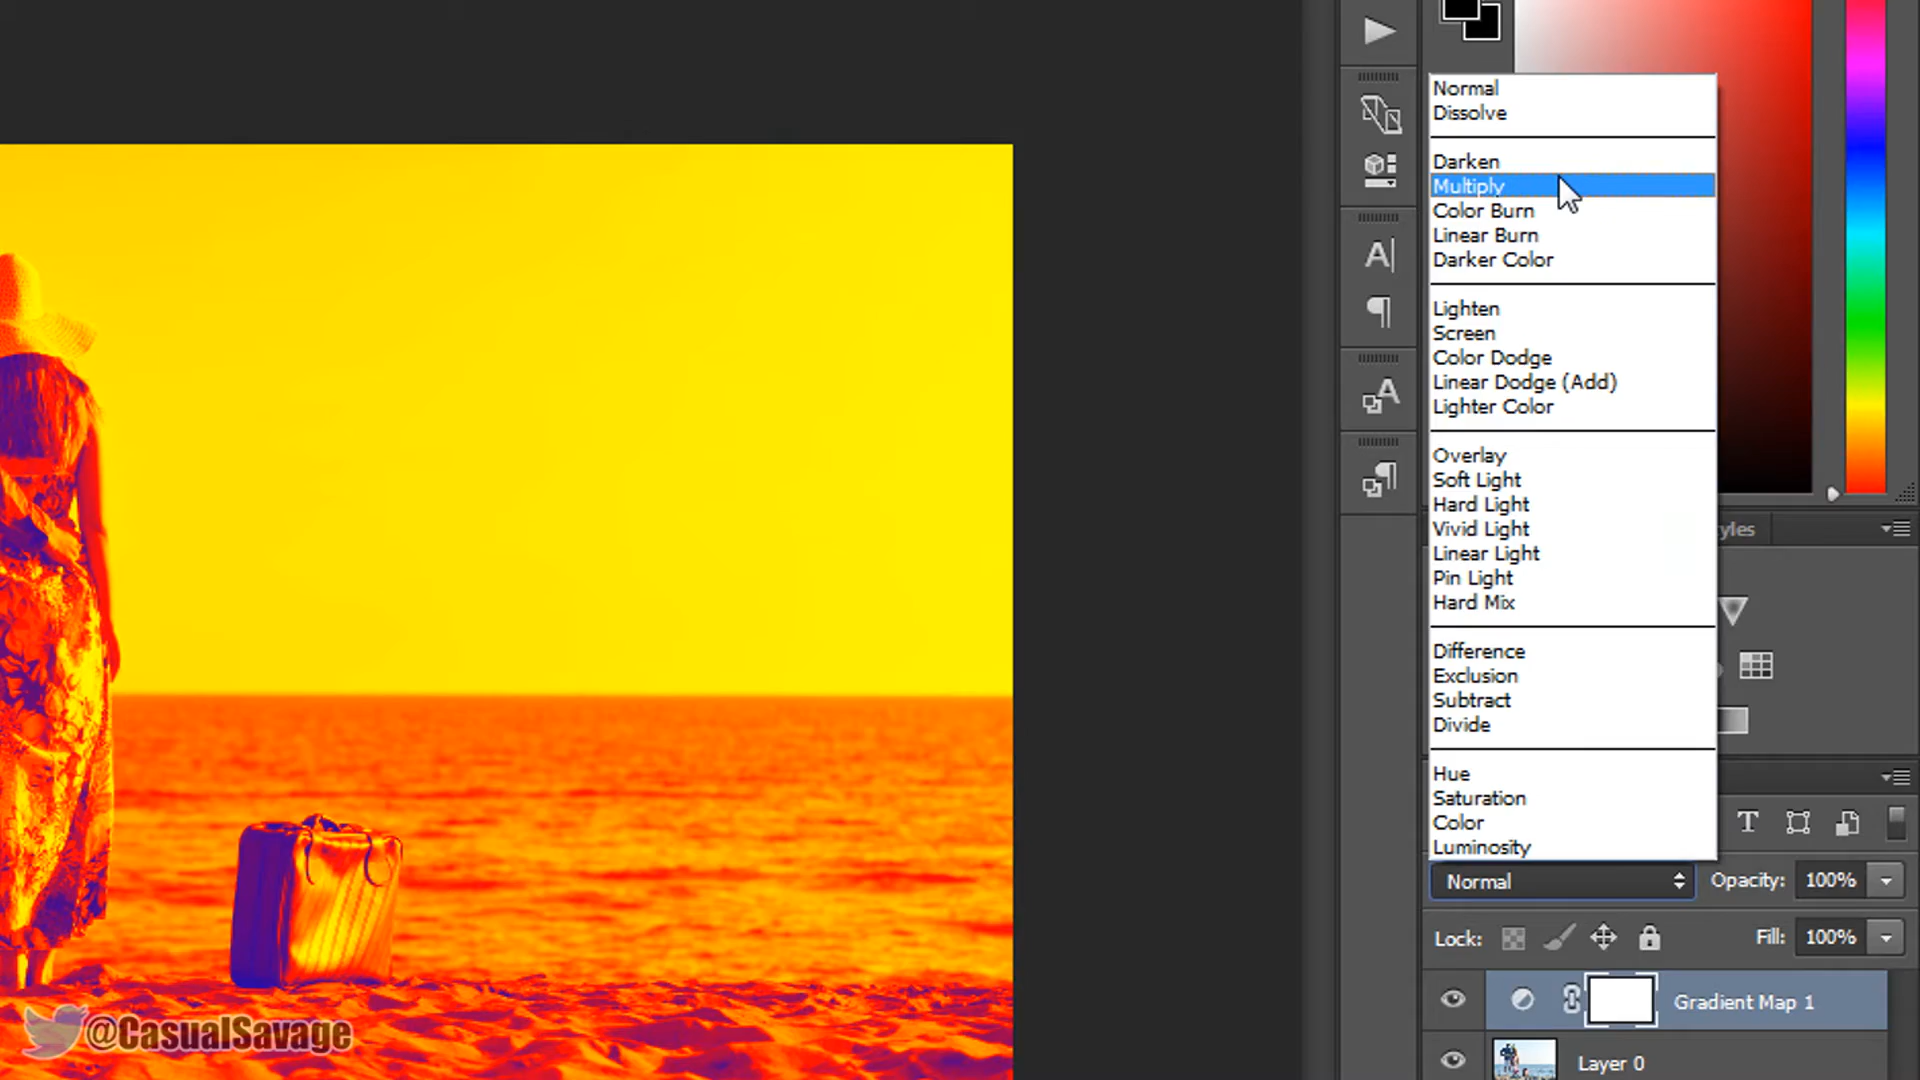 Normal
Dissolve
Darken
Multiply
Color Burn
Linear Burn
Darker Color
Lighten
Screen
Color Dodge
Linear Dodge (Add)
Lighter Color
Overlay
Soft Light
Hard Light
Vivid Light
Linear Light
Pin Light
Hard Mix
Difference
Exclusion
Subtract
Divide
Hue
Saturation
Color
Luminosity
yles
Normal
Opacity: 100%
Lock:
Fill: 100%
Gradient Map 1
Layer 0
@CasualSavage